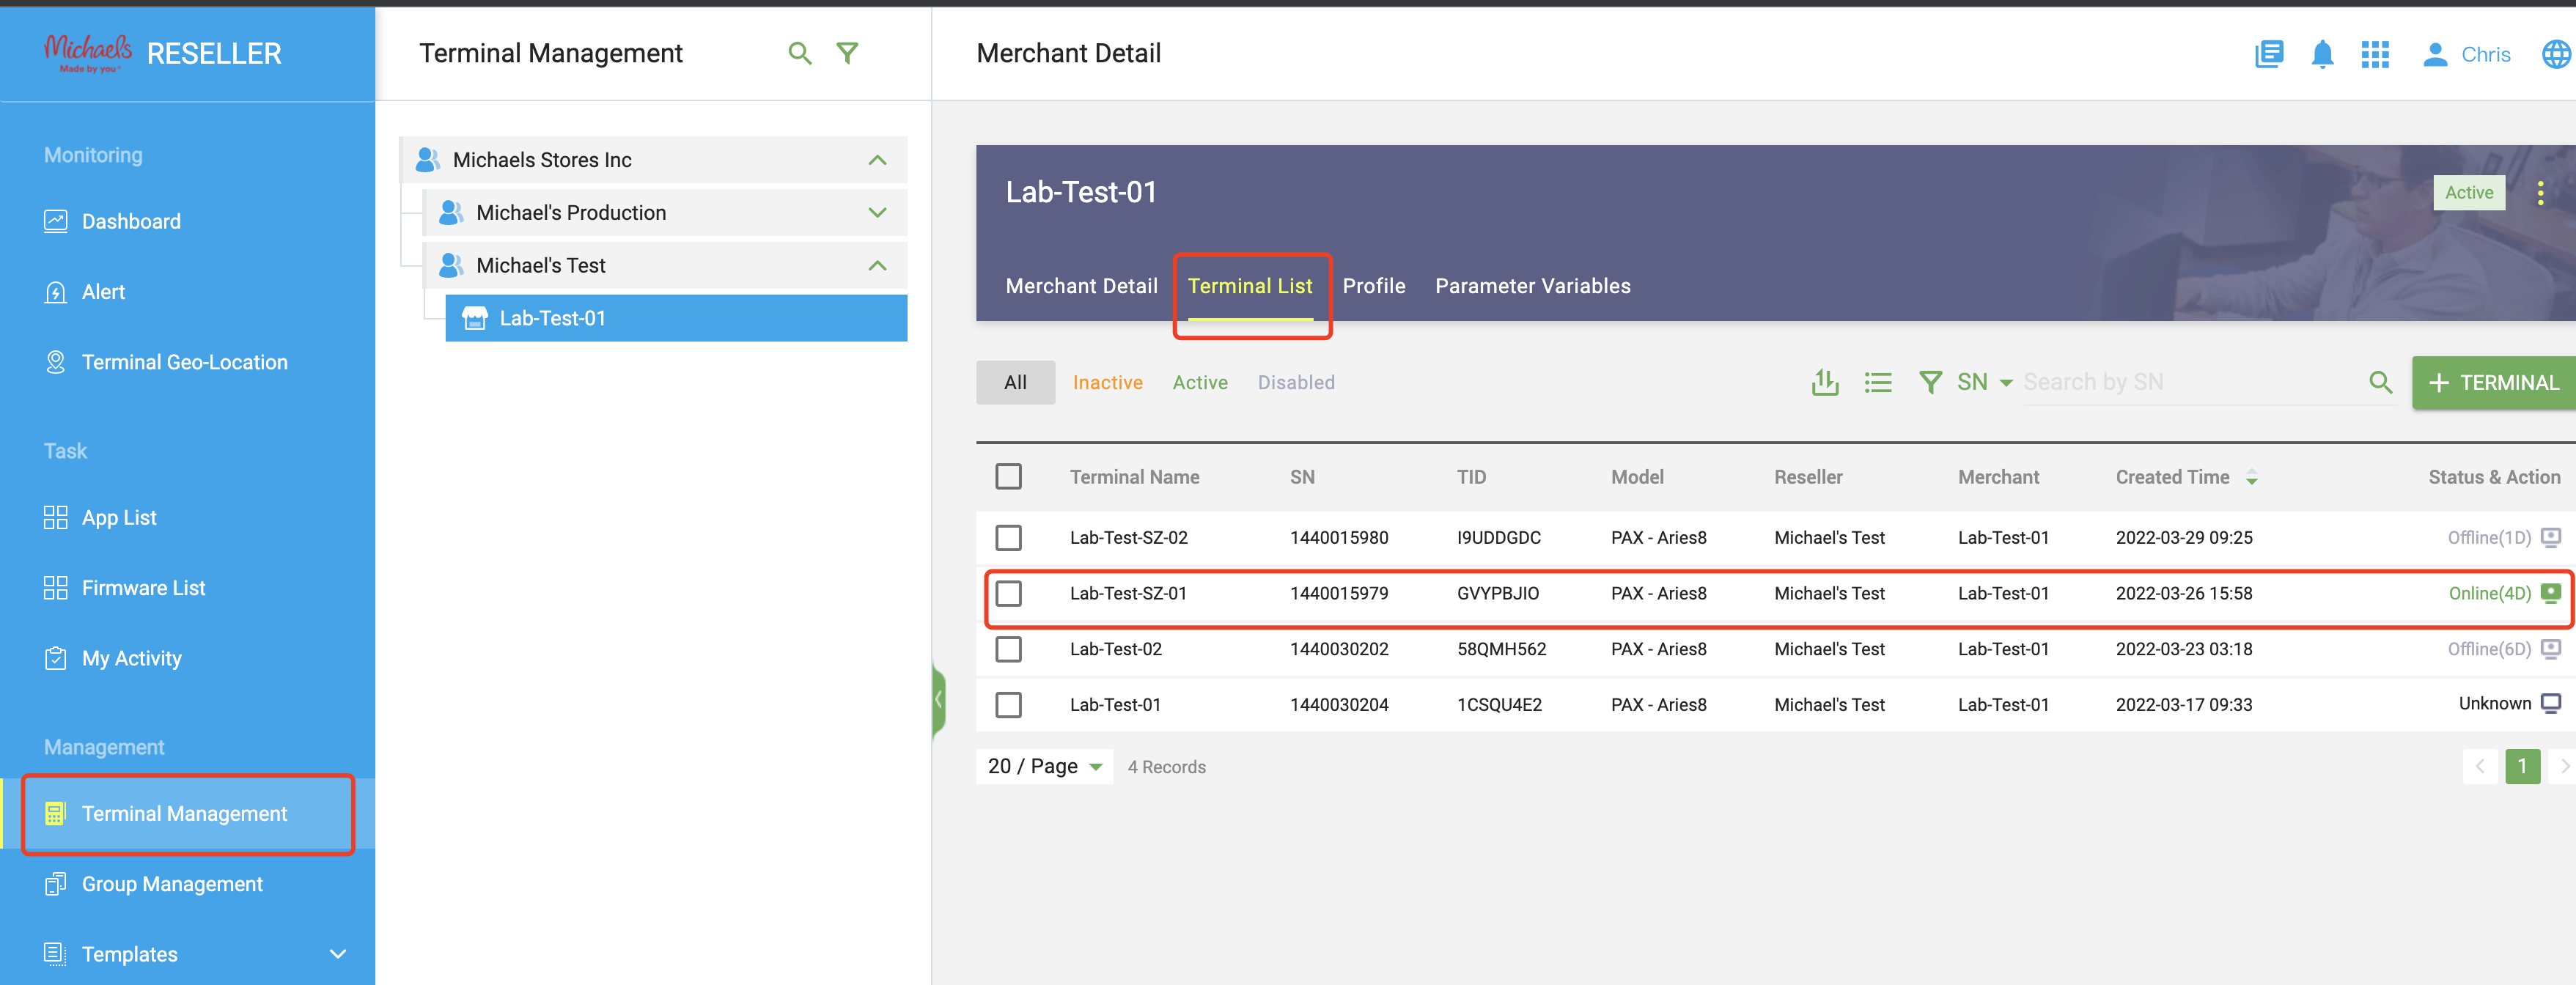 Michaels
Made by you™
RESELLER
Monitoring
Dashboard
Alert
Terminal Geo-Location
Task
App List
Firmware List
My Activity
Management
Terminal Management
Group Management
Templates
Terminal Management
Michaels Stores Inc
Michael's Production
Michael's Test
Lab-Test-01
Merchant Detail
Chris
Lab-Test-01
Active
Merchant Detail Terminal List Profile Parameter Variables
All Inactive Active Disabled SN Search by SN + TERMINAL
Terminal Name SN TID Model Reseller Merchant Created Time Status & Action
Lab-Test-SZ-02 1440015980 I9UDDGDC PAX - Aries8 Michael's Test Lab-Test-01 2022-03-29 09:25 Offline(1D)
Lab-Test-SZ-01 1440015979 GVYPBJIO PAX - Aries8 Michael's Test Lab-Test-01 2022-03-26 15:58 Online(4D)
Lab-Test-02 1440030202 58QMH562 PAX - Aries8 Michael's Test Lab-Test-01 2022-03-23 03:18 Offline(6D)
Lab-Test-01 1440030204 1CSQU4E2 PAX - Aries8 Michael's Test Lab-Test-01 2022-03-17 09:33 Unknown
20 / Page 4 Records 1